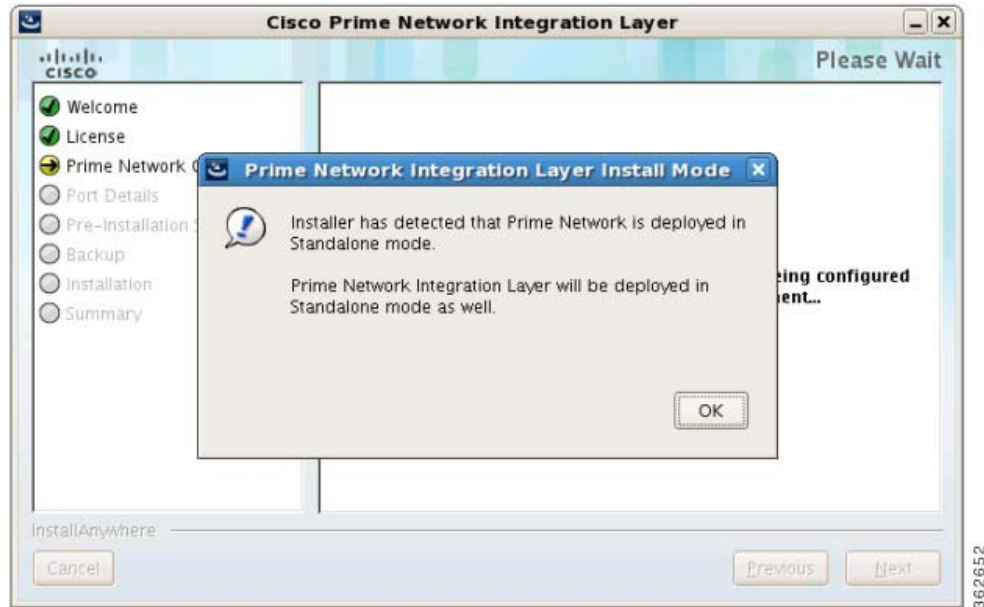 Cisco Prime Network Integration Layer
CISCO
Please Wait
Welcome
License
Prime Network
Port Details
Pre-Installation
Backup
Installation
Summary
Prime Network Integration Layer Install Mode
Installer has detected that Prime Network is deployed in
Standalone mode.
Prime Network Integration Layer will be deployed in
Standalone mode as well.
OK
configured
InstallAnywhere
Cancel
Previous
Next
362652